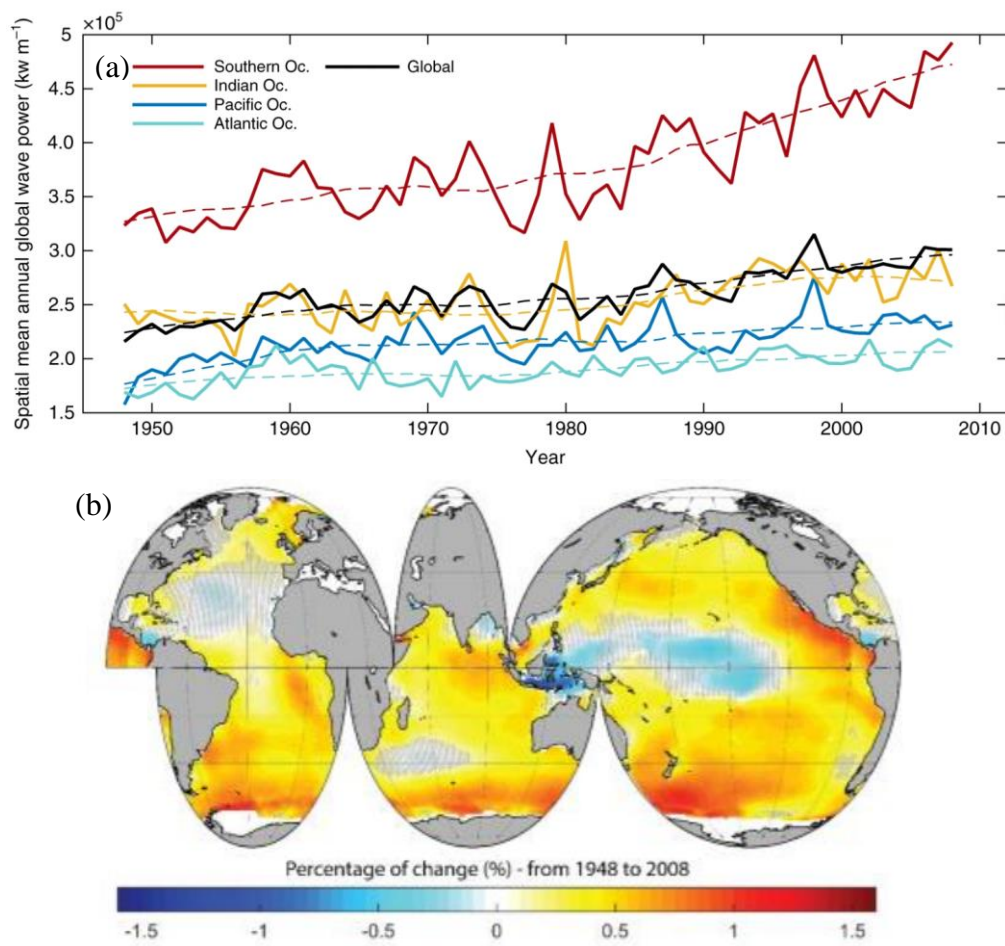 ×10⁵
(a)
Southern Oc.
Global
Indian Oc.
Pacific Oc.
Atlantic Oc.
Spatial mean annual global wave power (kw m⁻¹)
5
4.5
4.0
3.5
3.0
2.5
2.0
1.5
1950 1960 1970 1980 1990 2000 2010
Year
(b)
Percentage of change (%) - from 1948 to 2008
-1.5 -1 -0.5 0 0.5 1 1.5